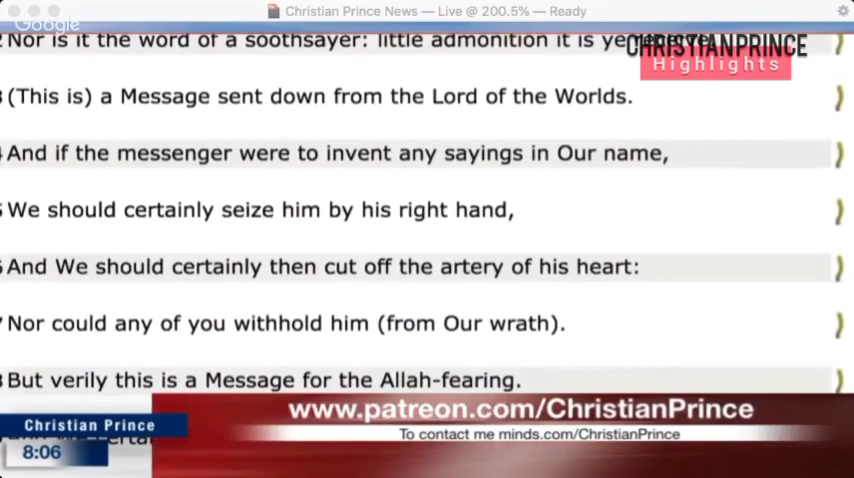 Christian Prince News — Live @ 200.5% — Ready
Google
Nor is it the word of a soothsayer: little admonition it is ye
CHRISTIANPRINCE
Highlights
(This is) a Message sent down from the Lord of the Worlds.
And if the messenger were to invent any sayings in Our name,
We should certainly seize him by his right hand,
And We should certainly then cut off the artery of his heart:
Nor could any of you withhold him (from Our wrath).
But verily this is a Message for the Allah-fearing.
www.patreon.com/ChristianPrince
Christian Prince
To contact me minds.com/ChristianPrince
8:06